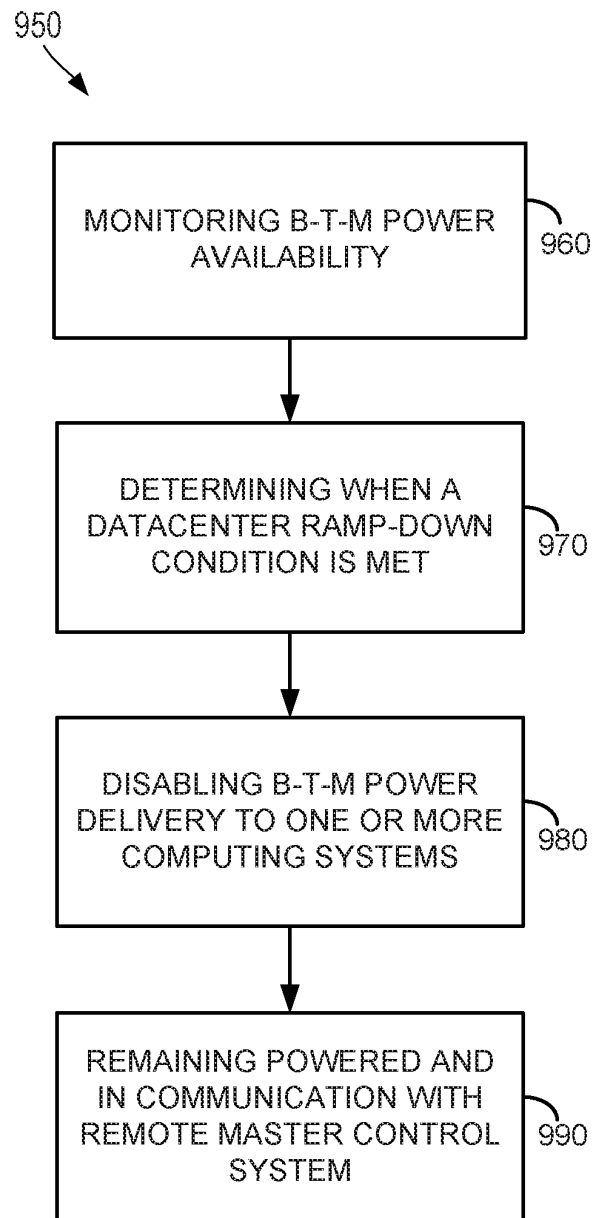 950
MONITORING B-T-M POWER
AVAILABILITY
960
DETERMINING WHEN A
DATACENTER RAMP-DOWN
CONDITION IS MET
970
DISABLING B-T-M POWER
DELIVERY TO ONE OR MORE
COMPUTING SYSTEMS
980
REMAINING POWERED AND
IN COMMUNICATION WITH
REMOTE MASTER CONTROL
SYSTEM
990